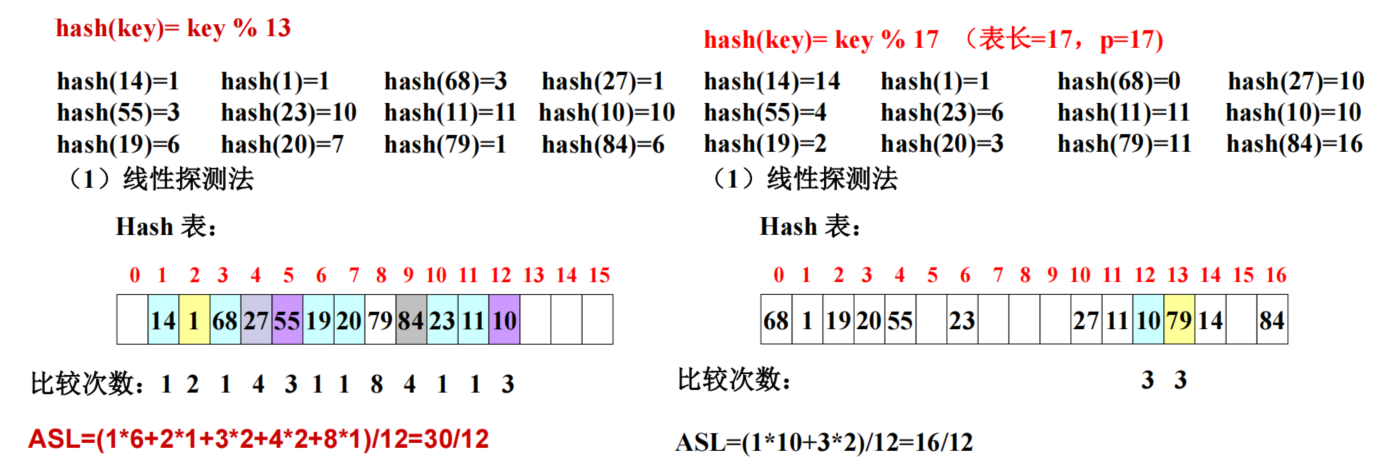 hash(key)= key % 13
hash(14)=1 hash(1)=1 hash(68)=3 hash(27)=1
hash(55)=3 hash(23)=10 hash(11)=11 hash(10)=10
hash(19)=6 hash(20)=7 hash(79)=1 hash(84)=6
（1）线性探测法
Hash 表：
0 1 2 3 4 5 6 7 8 9 10 11 12 13 14 15
14 1 68 27 55 19 20 79 84 23 11 10
比较次数：1 2 1 4 3 1 1 8 4 1 1 3
ASL=(1*6+2*1+3*2+4*2+8*1)/12=30/12
hash(key)= key % 17 （表长=17，p=17）
hash(14)=14 hash(1)=1 hash(68)=0 hash(27)=10
hash(55)=4 hash(23)=6 hash(11)=11 hash(10)=10
hash(19)=2 hash(20)=3 hash(79)=11 hash(84)=16
（1）线性探测法
Hash 表：
0 1 2 3 4 5 6 7 8 9 10 11 12 13 14 15 16
68 1 19 20 55 23 27 11 10 79 14 84
比较次数： 3 3
ASL=(1*10+3*2)/12=16/12